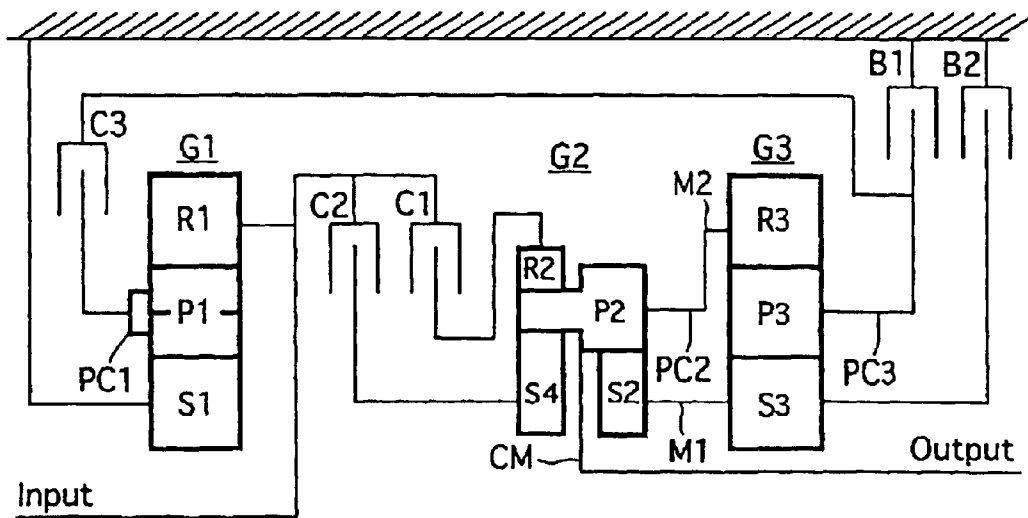 B1 B2
C3
G1 G2 G3
C2 C1 M2
R1 R2 R3
P1 P2 P3
PC1 PC2 PC3
S1 S4 S2 S3
CM M1 Output
Input